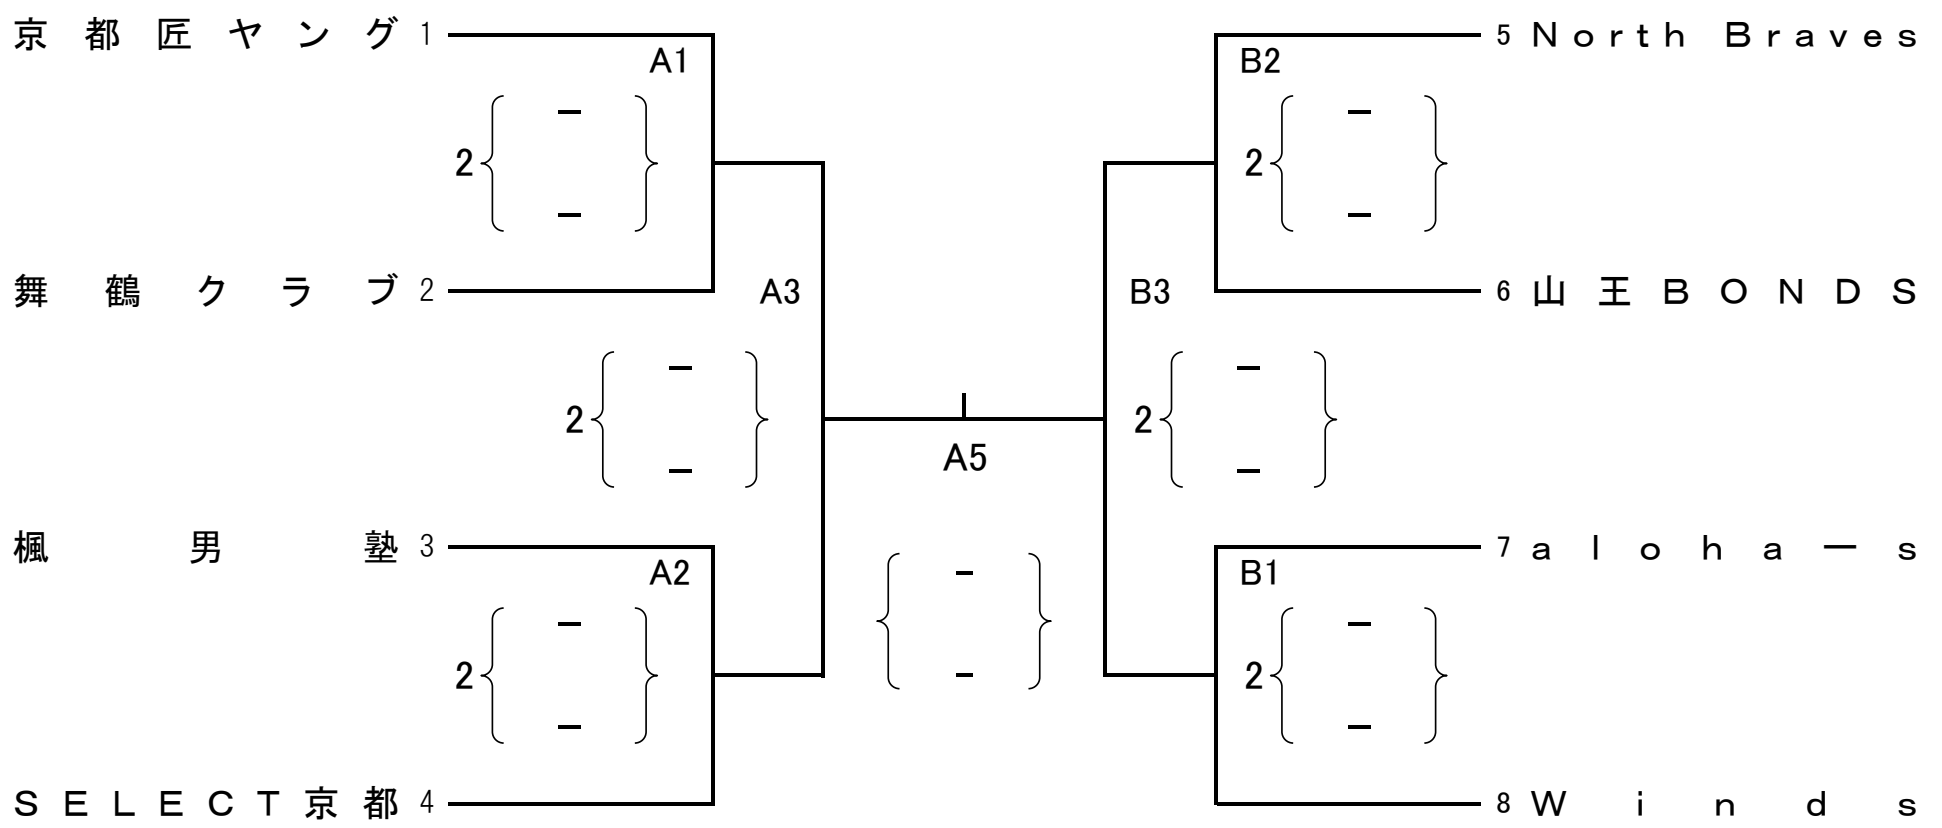 京都匠ヤング 1
A1
2 { － － }
舞鶴クラブ 2
A3
2 { － － }
楓男塾 3
A2
2 { － － }
SELECT京都 4
A5
{ － － }
5 North Braves
B2
2 { － － }
6 山王BONDS
B3
2 { － － }
7 aloha―s
B1
2 { － － }
8 Winds